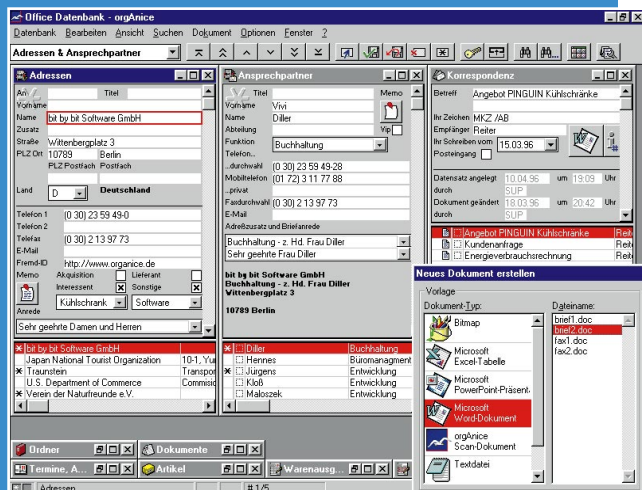 Office Datenbank - orgAnice
Datenbank Bearbeiten Ansicht Suchen Dokument Optionen Fenster ?
Adressen & Ansprechpartner
Adressen
Titel
Vorname
Name bit by bit Software GmbH
Zusatz
Straße Wittenbergplatz 3
PLZ Ort 10789 Berlin
PLZ Postfach Postfach
Land D Deutschland
Telefon 1 (0 30) 23 59 49-0
Telefon 2
Telefax (0 30) 2 13 97 73
E-Mail
Fremd-ID http://www.organice.de
Memo Akquisition Lieferant
Interessent Sonstige
Kühlschrank Software
Anrede
Sehr geehrte Damen und Herren
bit by bit Software GmbH
Japan National Tourist Organization 10-1, Yu
Traunstein Transpor
U.S. Department of Commerce
Verein der Naturfreunde e.V.
Ansprechpartner
Titel Memo
Vorname Vivi
Name Diller
Abteilung Vip
Funktion Buchhaltung
Telefon...
...durchwahl (0 30) 23 59 49-28
Mobiltelefon (01 72) 3 11 77 88
...privat
Faxdurchwahl (0 30) 2 13 97 73
E-Mail
Adreßzusatz und Briefanrede
Buchhaltung - z. Hd. Frau Diller
Sehr geehrte Frau Diller
bit by bit Software GmbH
Buchhaltung - z. Hd. Frau Diller
Wittenbergplatz 3
10789 Berlin
Diller Buchhaltung
Hennes Büromanagment
Jürgens Entwicklung
Kloß Entwicklung
Maloszek Entwicklung
Korrespondenz
Betreff Angebot PINGUIN Kühlschränke
Ihr Zeichen MKZ /AB
Empfänger Reiter
Ihr Schreiben vom 15.03.96
Posteingang
Datensatz angelegt 10.04.96 um 19:09 Uhr
durch SUP
Dokument geändert 18.03.96 um 20:42 Uhr
durch SUP
Angebot PINGUIN Kühlschränke Reit
Kundenanfrage Reit
Energieverbrauchsrechnung
Neues Dokument erstellen
Vorlage
Dokument-Typ: Dateiname:
Bitmap
Microsoft
Excel-Tabelle
Microsoft
PowerPoint-Präsent
Microsoft
Word-Dokument
orgAnice
Scan-Dokument
Textdatei
brief1.doc
brief2.doc
fax1.doc
fax2.doc
Ordner
Dokumente
Termine, A...
Artikel
Warenausg...
Adressen #1/5